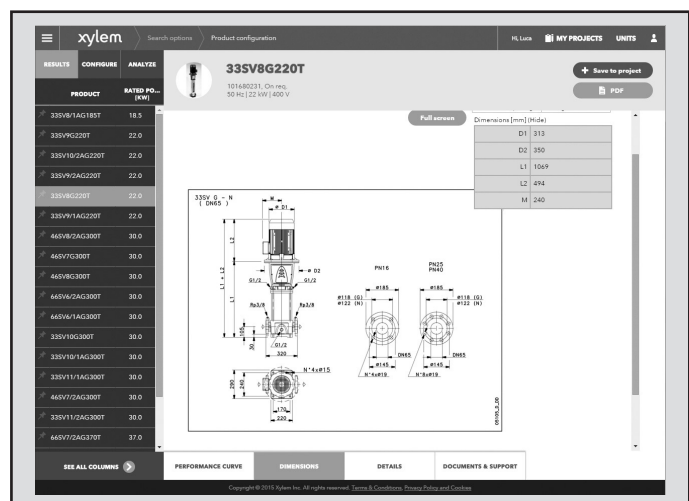 xylem Search options Product configuration Hi, Luca MY PROJECTS UNITS
RESULTS CONFIGURE ANALYZE
PRODUCT RATED PO... [KW]
33SV8/1AG185T 18.5
33SV9G220T 22.0
33SV10/2AG220T 22.0
33SV9/2AG220T 22.0
33SV8G220T 22.0
33SV9/1AG220T 22.0
46SV8/2AG300T 30.0
46SV7G300T 30.0
46SV8G300T 30.0
66SV6/2AG300T 30.0
66SV6/1AG300T 30.0
33SV10G300T 30.0
33SV10/1AG300T 30.0
33SV11/1AG300T 30.0
46SV7/2AG300T 30.0
33SV11/2AG300T 30.0
66SV7/2AG370T 37.0
SEE ALL COLUMNS
33SV8G220T
101680231, On req.
50 Hz | 22 kW | 400 V
+ Save to project
PDF
Full screen
Dimensions [mm] (Hide)
D1 313
D2 350
L1 1069
L2 494
M 240
33SV G - N
( DN65 )
M
ø D1
L2
L1 + L2
L1
ø D2
G1/2 G1/2
Rp3/8 Rp3/8
105
30
G1/2
320
N°4xø15
290
240
170
220
PN16
ø185
ø118 (G)
ø122 (N)
DN65
ø145
N°4xø19
PN25
PN40
ø185
ø118 (G)
ø122 (N)
DN65
ø145
N°8xø19
05105_D_DD
PERFORMANCE CURVE DIMENSIONS DETAILS DOCUMENTS & SUPPORT
Copyright © 2015 Xylem Inc. All rights reserved. Terms & Conditions, Privacy Policy and Cookies